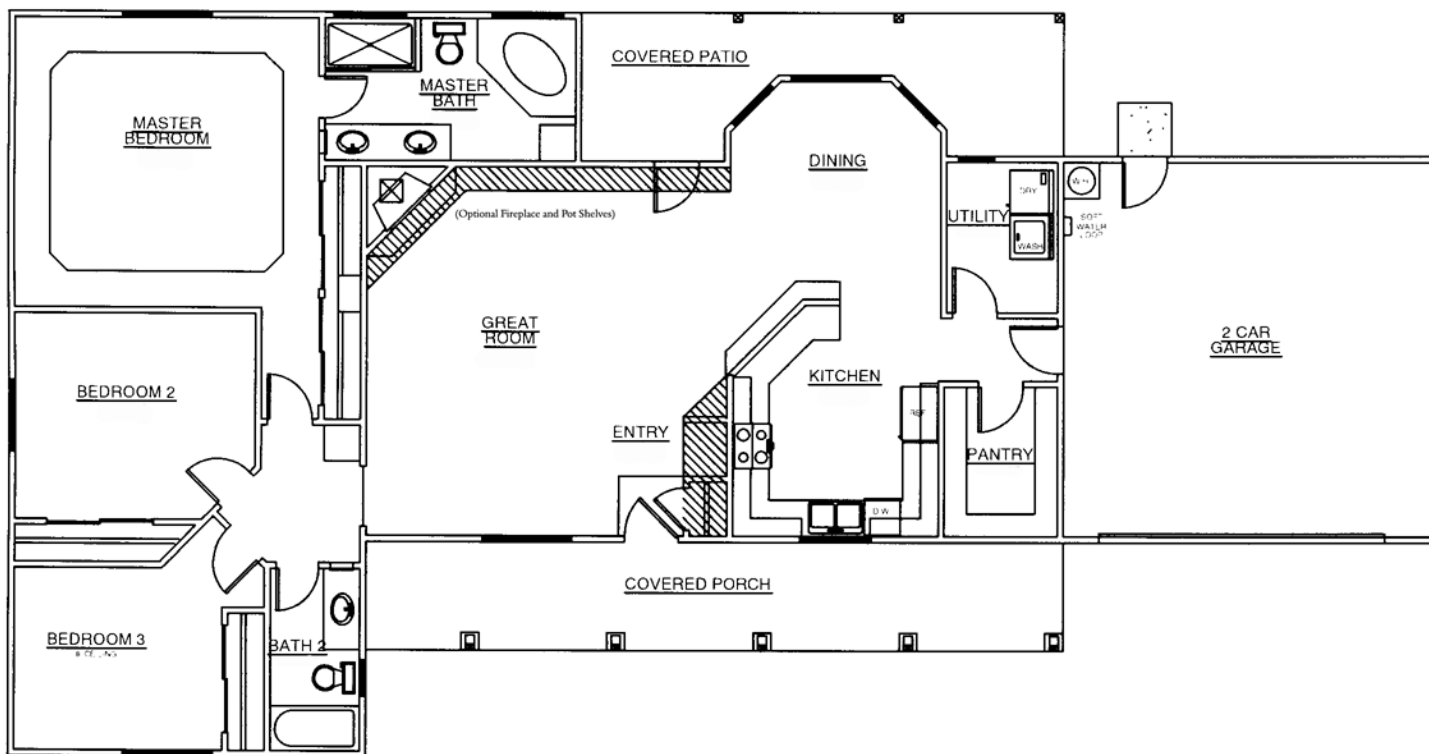 COVERED PATIO
MASTER
BATH
MASTER
BEDROOM
DINING
(Optional Fireplace and Pot Shelves)
UTILITY
DRY
WASH
W.H.
SOFT
WATER
LOOP
GREAT
ROOM
2 CAR
GARAGE
BEDROOM 2
KITCHEN
REF
ENTRY
PANTRY
D.W.
COVERED PORCH
BEDROOM 3
BATH 2